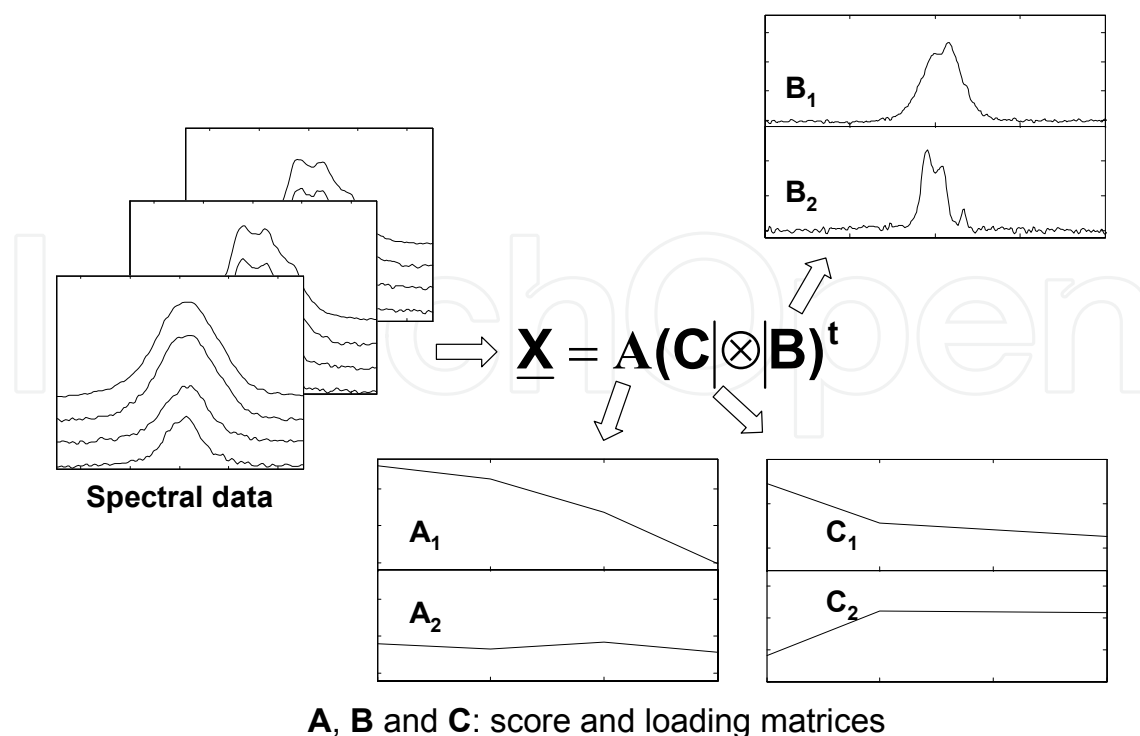 B₁
B₂
X = A(C|⊗|B)ᵗ
Spectral data
A₁
A₂
C₁
C₂
A, B and C: score and loading matrices